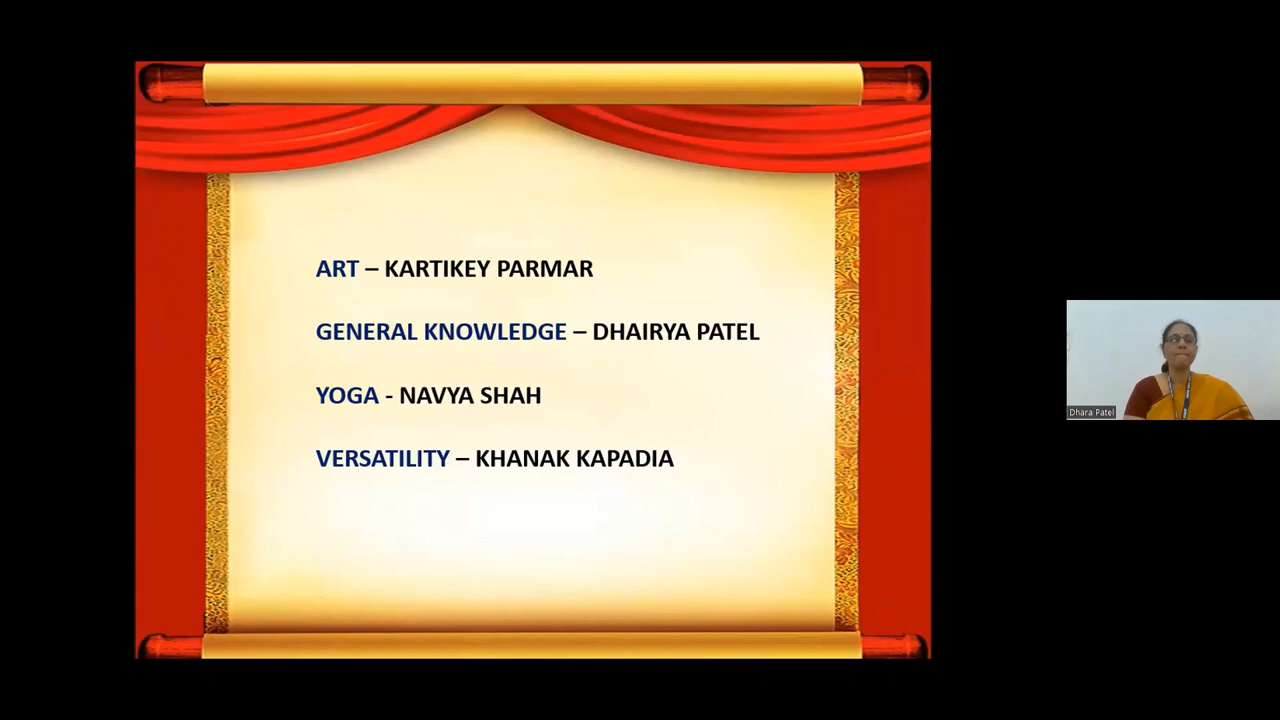 ART – KARTIKEY PARMAR
GENERAL KNOWLEDGE – DHAIRYA PATEL
YOGA - NAVYA SHAH
VERSATILITY – KHANAK KAPADIA
Dhara Patel